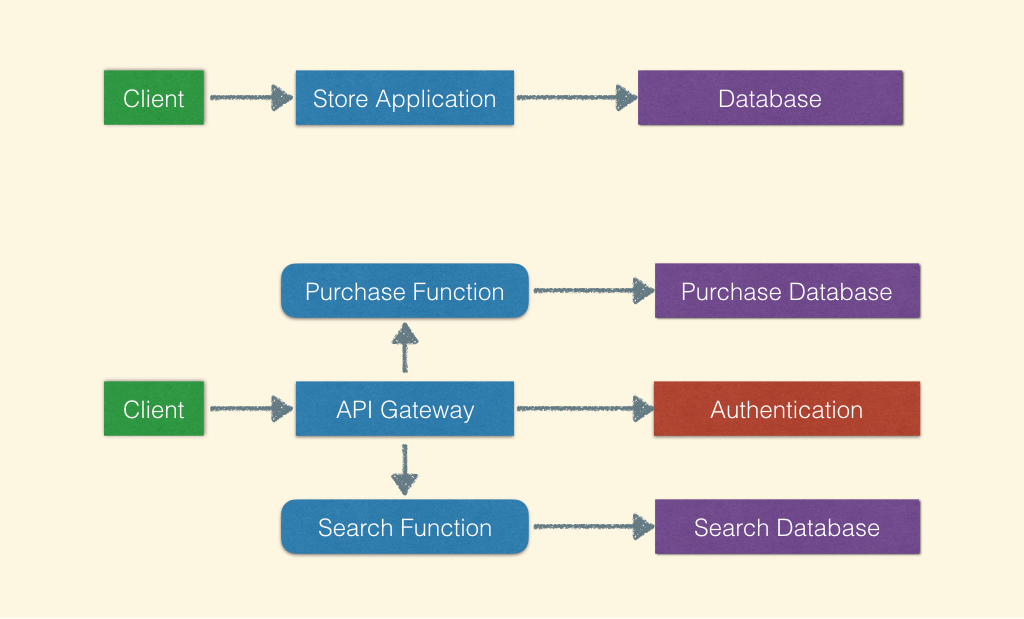 Client
Store Application
Database
Purchase Function
Purchase Database
Client
API Gateway
Authentication
Search Function
Search Database